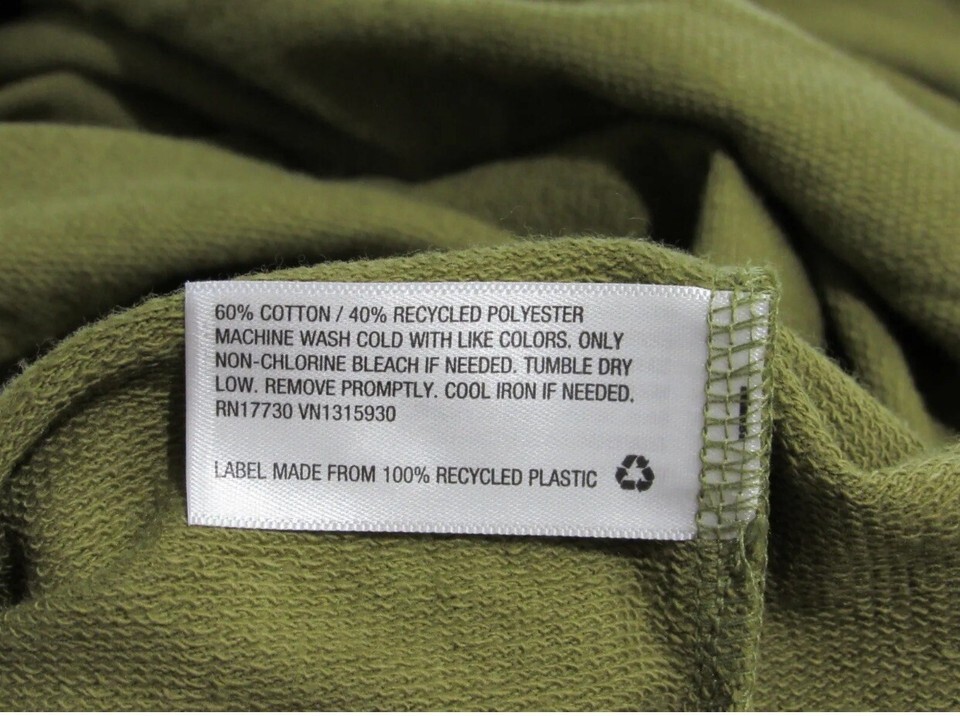 60% COTTON / 40% RECYCLED POLYESTER
MACHINE WASH COLD WITH LIKE COLORS. ONLY
NON-CHLORINE BLEACH IF NEEDED. TUMBLE DRY
LOW. REMOVE PROMPTLY. COOL IRON IF NEEDED.
RN17730 VN1315930
LABEL MADE FROM 100% RECYCLED PLASTIC